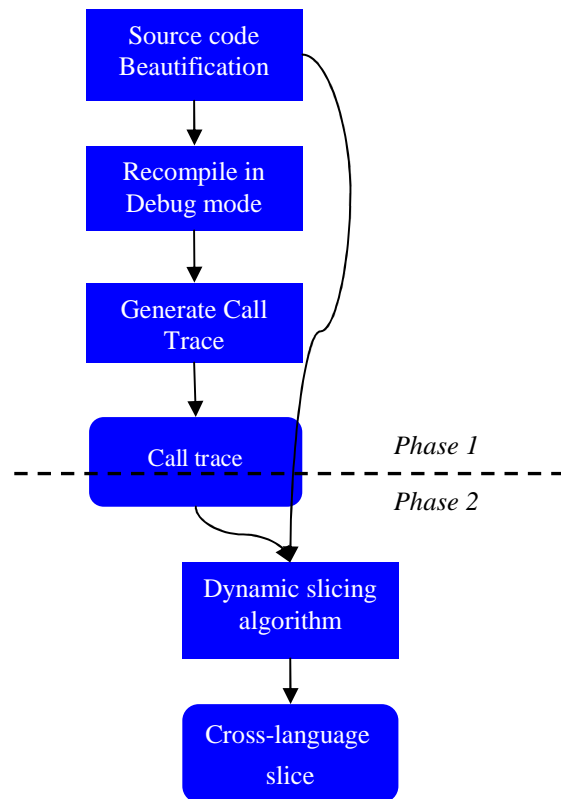 Source code
Beautification
Recompile in
Debug mode
Generate Call
Trace
Call trace
Phase 1
Phase 2
Dynamic slicing
algorithm
Cross-language
slice